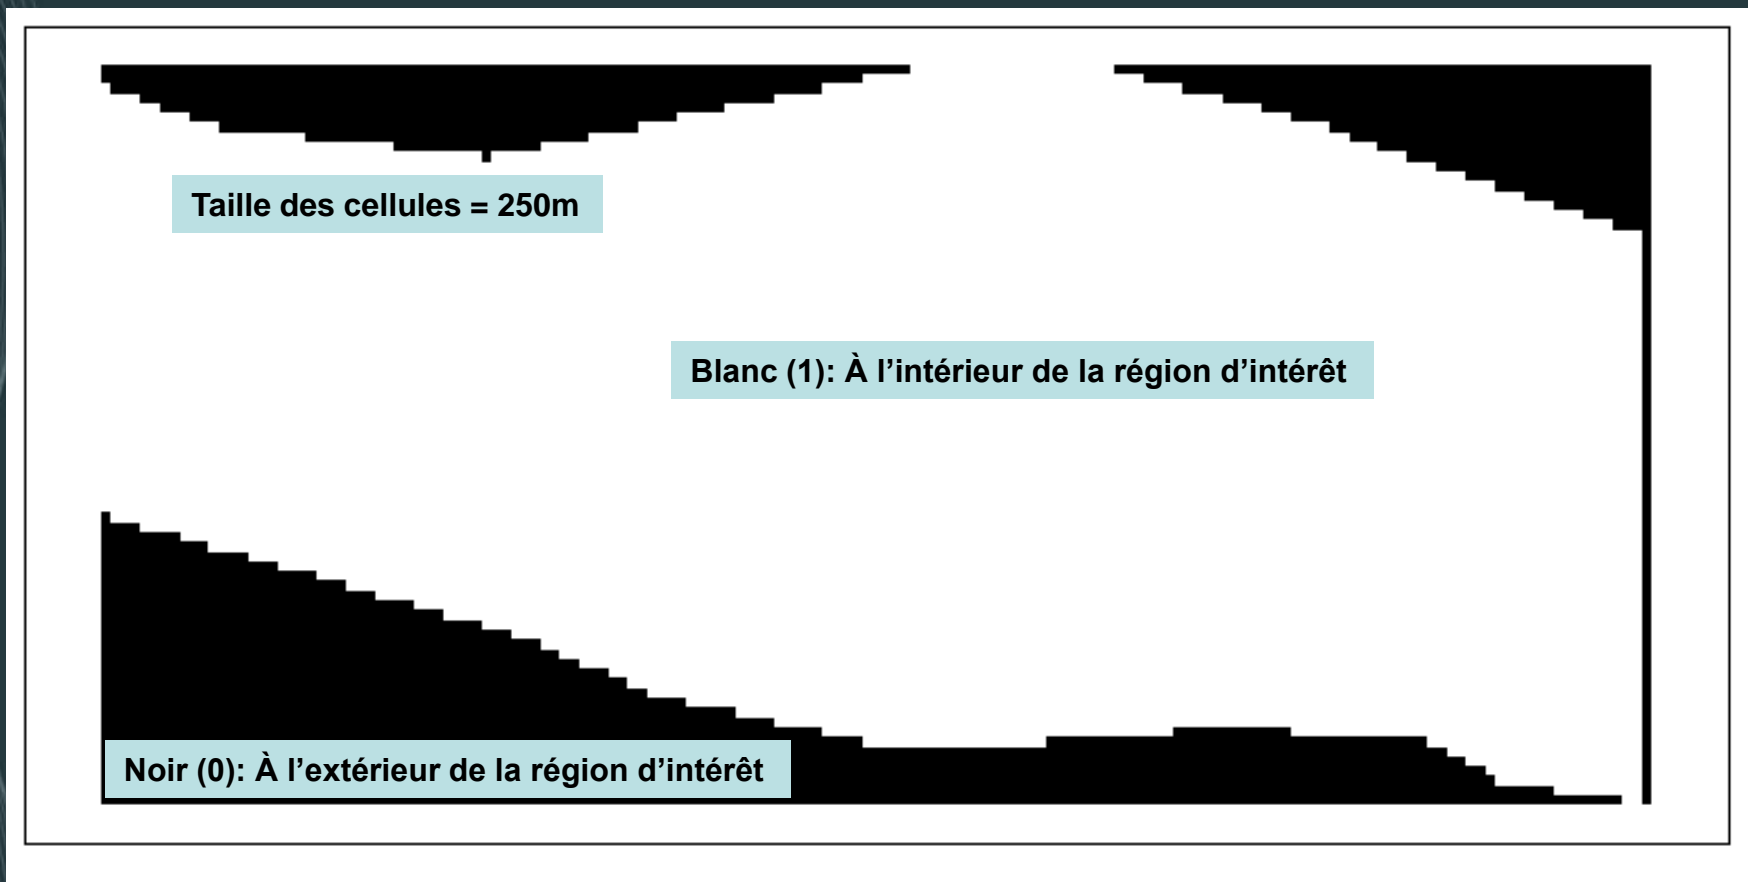 Taille des cellules = 250m
Blanc (1): À l’intérieur de la région d’intérêt
Noir (0): À l’extérieur de la région d’intérêt